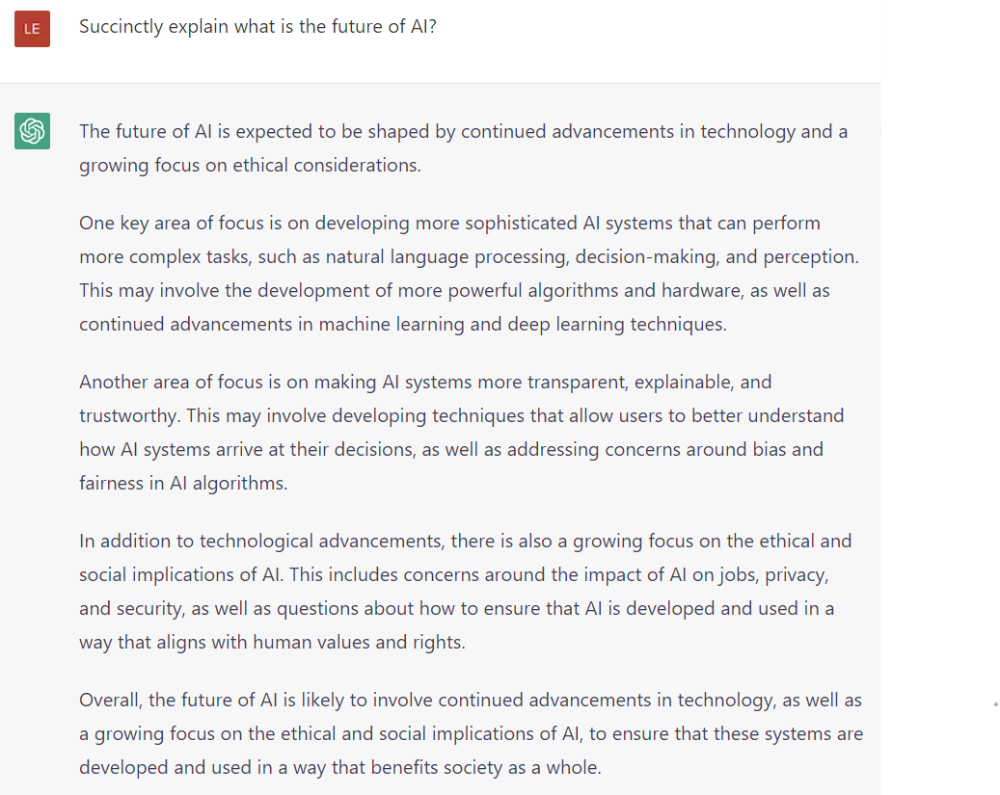 LE
Succinctly explain what is the future of AI?
The future of AI is expected to be shaped by continued advancements in technology and a
growing focus on ethical considerations.
One key area of focus is on developing more sophisticated AI systems that can perform
more complex tasks, such as natural language processing, decision-making, and perception.
This may involve the development of more powerful algorithms and hardware, as well as
continued advancements in machine learning and deep learning techniques.
Another area of focus is on making AI systems more transparent, explainable, and
trustworthy. This may involve developing techniques that allow users to better understand
how AI systems arrive at their decisions, as well as addressing concerns around bias and
fairness in AI algorithms.
In addition to technological advancements, there is also a growing focus on the ethical and
social implications of AI. This includes concerns around the impact of AI on jobs, privacy,
and security, as well as questions about how to ensure that AI is developed and used in a
way that aligns with human values and rights.
Overall, the future of AI is likely to involve continued advancements in technology, as well as
a growing focus on the ethical and social implications of AI, to ensure that these systems are
developed and used in a way that benefits society as a whole.